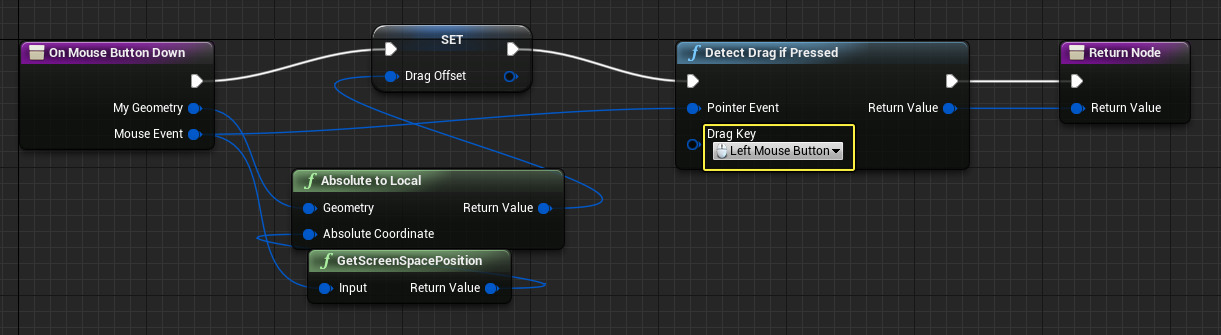 On Mouse Button Down
My Geometry
Mouse Event
SET
Drag Offset
Detect Drag if Pressed
Pointer Event
Return Value
Drag Key
Left Mouse Button
Return Node
Return Value
Absolute to Local
Geometry
Return Value
Absolute Coordinate
GetScreenSpacePosition
Input
Return Value